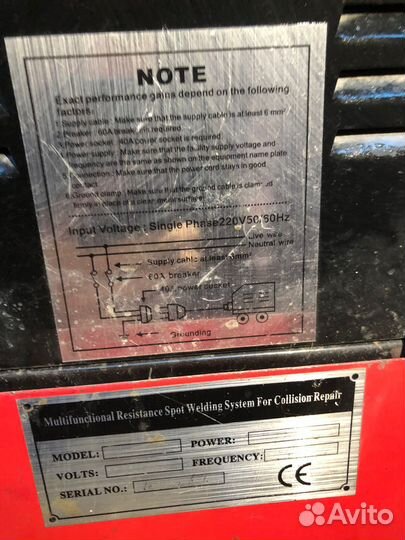 NOTE
Exact performance gains depend on the following
factors:
1.Supply cable: Make sure that the supply cable is at least 6 mm²
2.Breaker: 60A breaker is required
3.Power socket: 40A power socket is required.
4.Power supply: Make sure that the facility supply voltage and
frequency are the same as shown on the equipment name plate
5.Connection: Make sure that the power cord stays in good
contact
6.Ground clamp: Make sure that the ground cable is clamped
firmly in place of a clear metal surface
Input Voltage: Single Phase220V50/60Hz
Live wire
Neutral wire
Supply cable at least 6mm²
60A breaker
40A power socket
Grounding
Multifunctional Resistance Spot Welding System For Collision Repair
MODEL: POWER:
VOLTS: FREQUENCY:
SERIAL NO.: CE
Avito